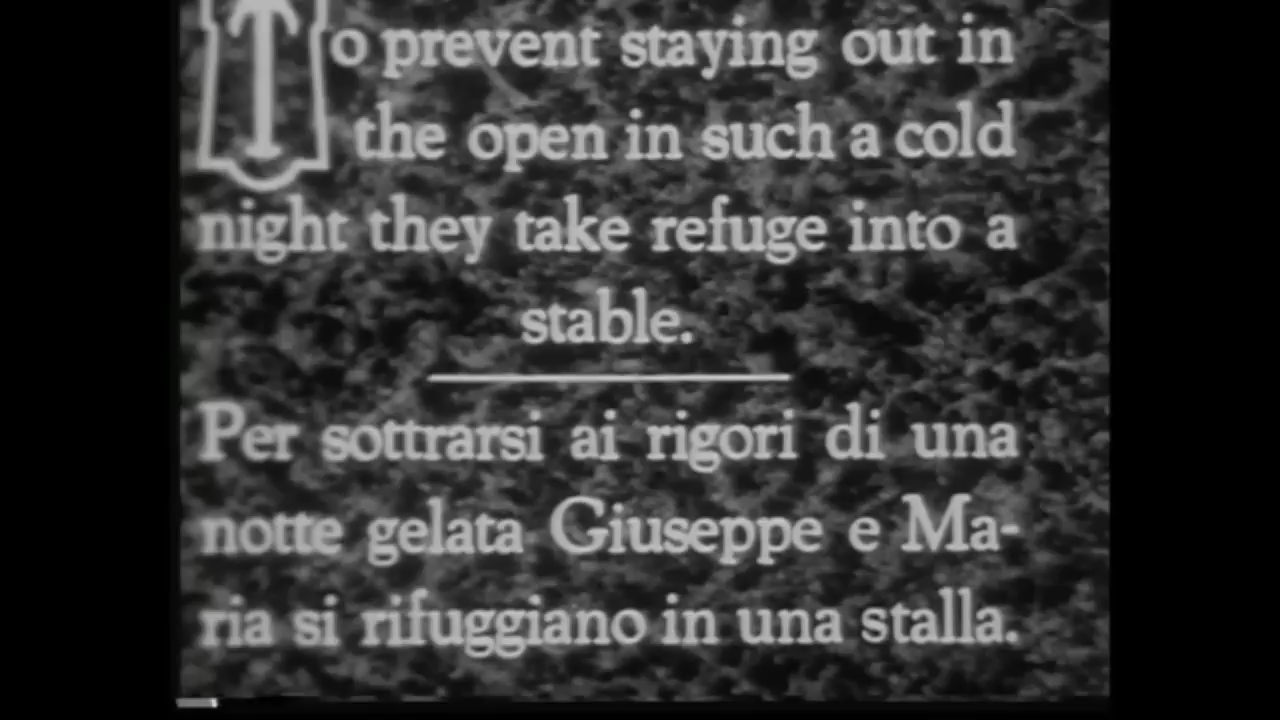 To prevent staying out in
the open in such a cold
night they take refuge into a
stable.
Per sottrarsi ai rigori di una
notte gelata Giuseppe e Ma-
ria si rifuggiano in una stalla.